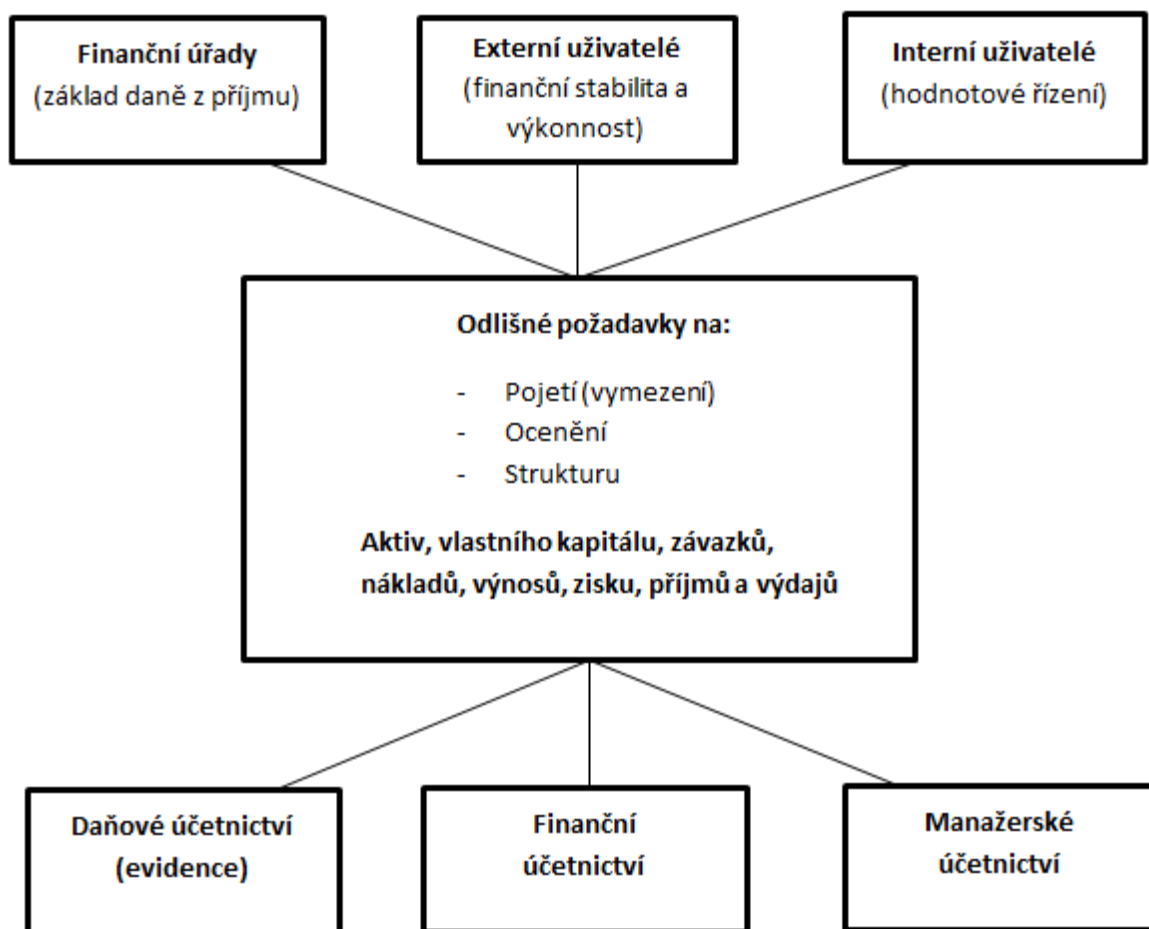 Finanční úřady
(základ daně z příjmu)
Externí uživatelé
(finanční stabilita a
výkonnost)
Interní uživatelé
(hodnotové řízení)
Odlišné požadavky na:
- Pojetí (vymezení)
- Ocenění
- Strukturu
Aktiv, vlastního kapitálu, závazků,
nákladů, výnosů, zisku, příjmů a výdajů
Daňové účetnictví
(evidence)
Finanční
účetnictví
Manažerské
účetnictví